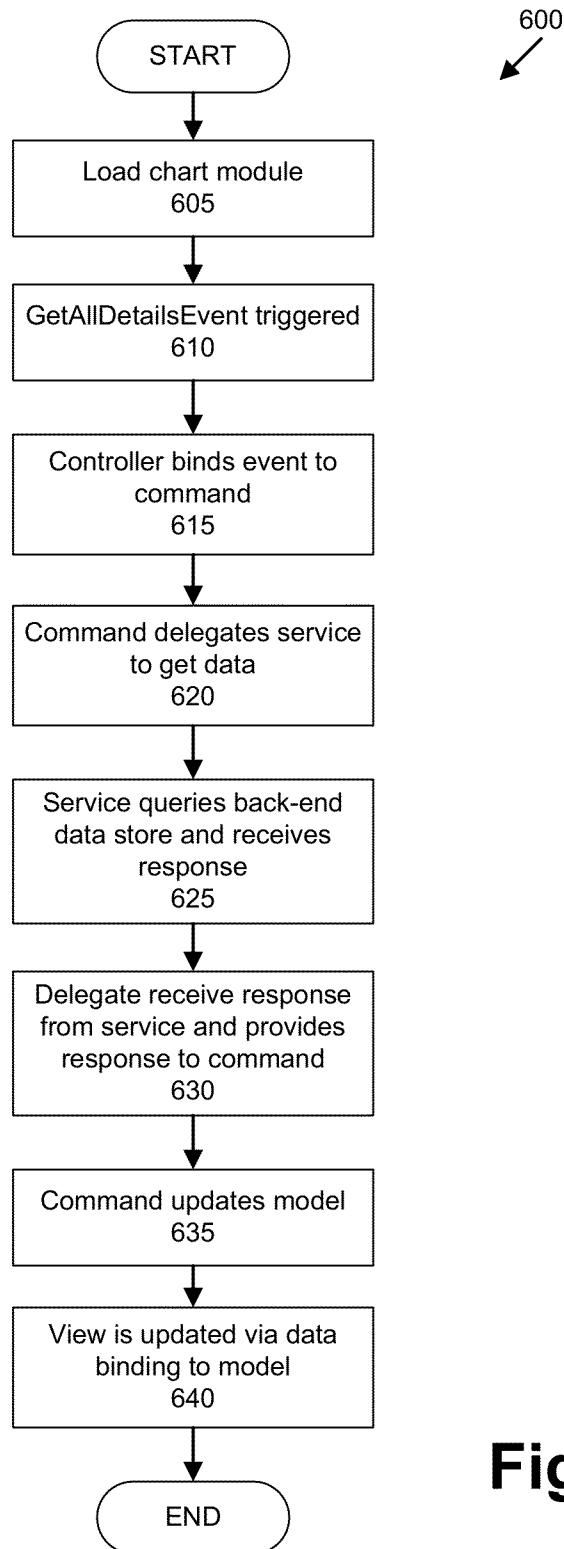 600
START
Load chart module
605
GetAllDetailsEvent triggered
610
Controller binds event to
command
615
Command delegates service
to get data
620
Service queries back-end
data store and receives
response
625
Delegate receive response
from service and provides
response to command
630
Command updates model
635
View is updated via data
binding to model
640
END